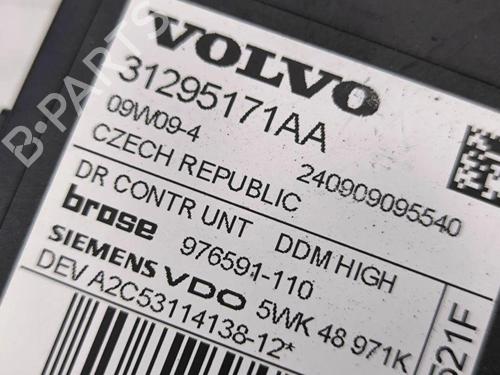 B-PARTS
VOLVO
31295171AA
09W09-4 240909095540
CZECH REPUBLIC
DR CONTR UNT DDM HIGH
brose 976591-110
SIEMENS VDO 5WK 48 971K
DEV A2C53114138-12*
521F